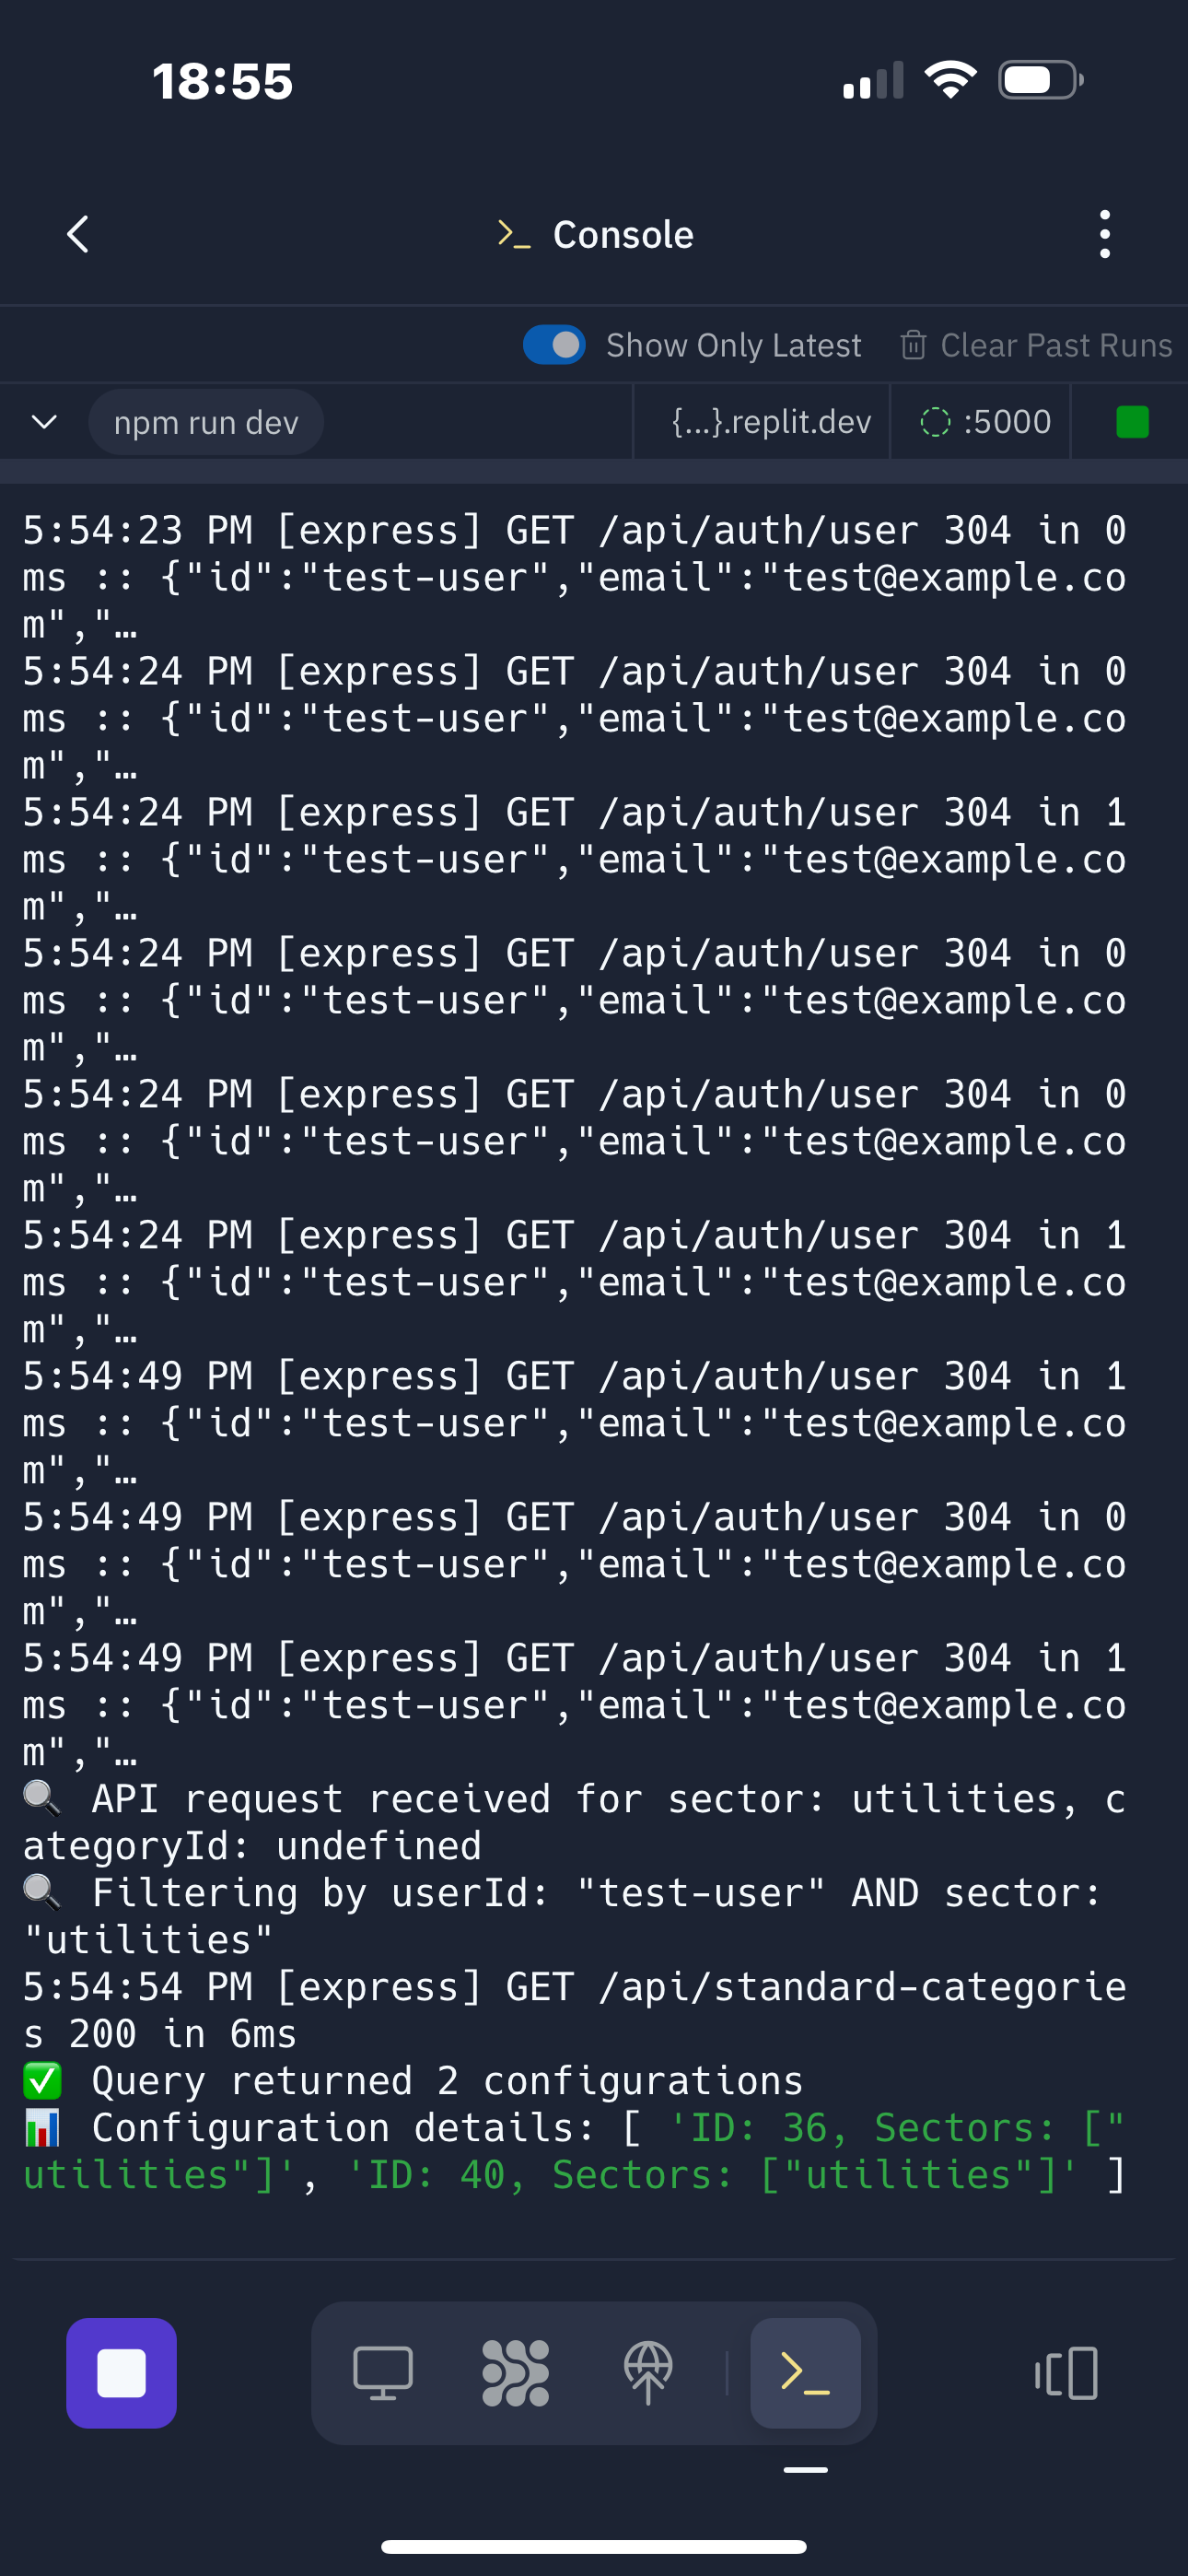 18:55
Console
Show Only Latest
Clear Past Runs
npm run dev
{...}.replit.dev
:5000
5:54:23 PM [express] GET /api/auth/user 304 in 0
ms :: {"id":"test-user","email":"test@example.co
m","…
5:54:24 PM [express] GET /api/auth/user 304 in 0
ms :: {"id":"test-user","email":"test@example.co
m","…
5:54:24 PM [express] GET /api/auth/user 304 in 1
ms :: {"id":"test-user","email":"test@example.co
m","…
5:54:24 PM [express] GET /api/auth/user 304 in 0
ms :: {"id":"test-user","email":"test@example.co
m","…
5:54:24 PM [express] GET /api/auth/user 304 in 0
ms :: {"id":"test-user","email":"test@example.co
m","…
5:54:24 PM [express] GET /api/auth/user 304 in 1
ms :: {"id":"test-user","email":"test@example.co
m","…
5:54:49 PM [express] GET /api/auth/user 304 in 1
ms :: {"id":"test-user","email":"test@example.co
m","…
5:54:49 PM [express] GET /api/auth/user 304 in 0
ms :: {"id":"test-user","email":"test@example.co
m","…
5:54:49 PM [express] GET /api/auth/user 304 in 1
ms :: {"id":"test-user","email":"test@example.co
m","…
🔍 API request received for sector: utilities, c
ategoryId: undefined
🔍 Filtering by userId: "test-user" AND sector:
"utilities"
5:54:54 PM [express] GET /api/standard-categorie
s 200 in 6ms
✅ Query returned 2 configurations
📊 Configuration details: [ 'ID: 36, Sectors: ["
utilities"]', 'ID: 40, Sectors: ["utilities"]' ]